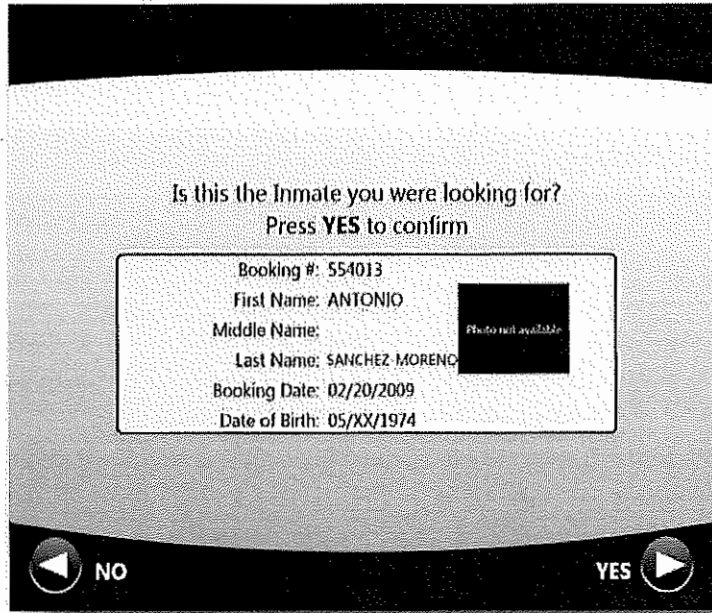 Is this the Inmate you were looking for?
Press YES to confirm
Booking #: 554013
First Name: ANTONIO
Middle Name:
Last Name: SANCHEZ-MORENO
Booking Date: 02/20/2009
Date of Birth: 05/XX/1974
Photo not available
NO
YES